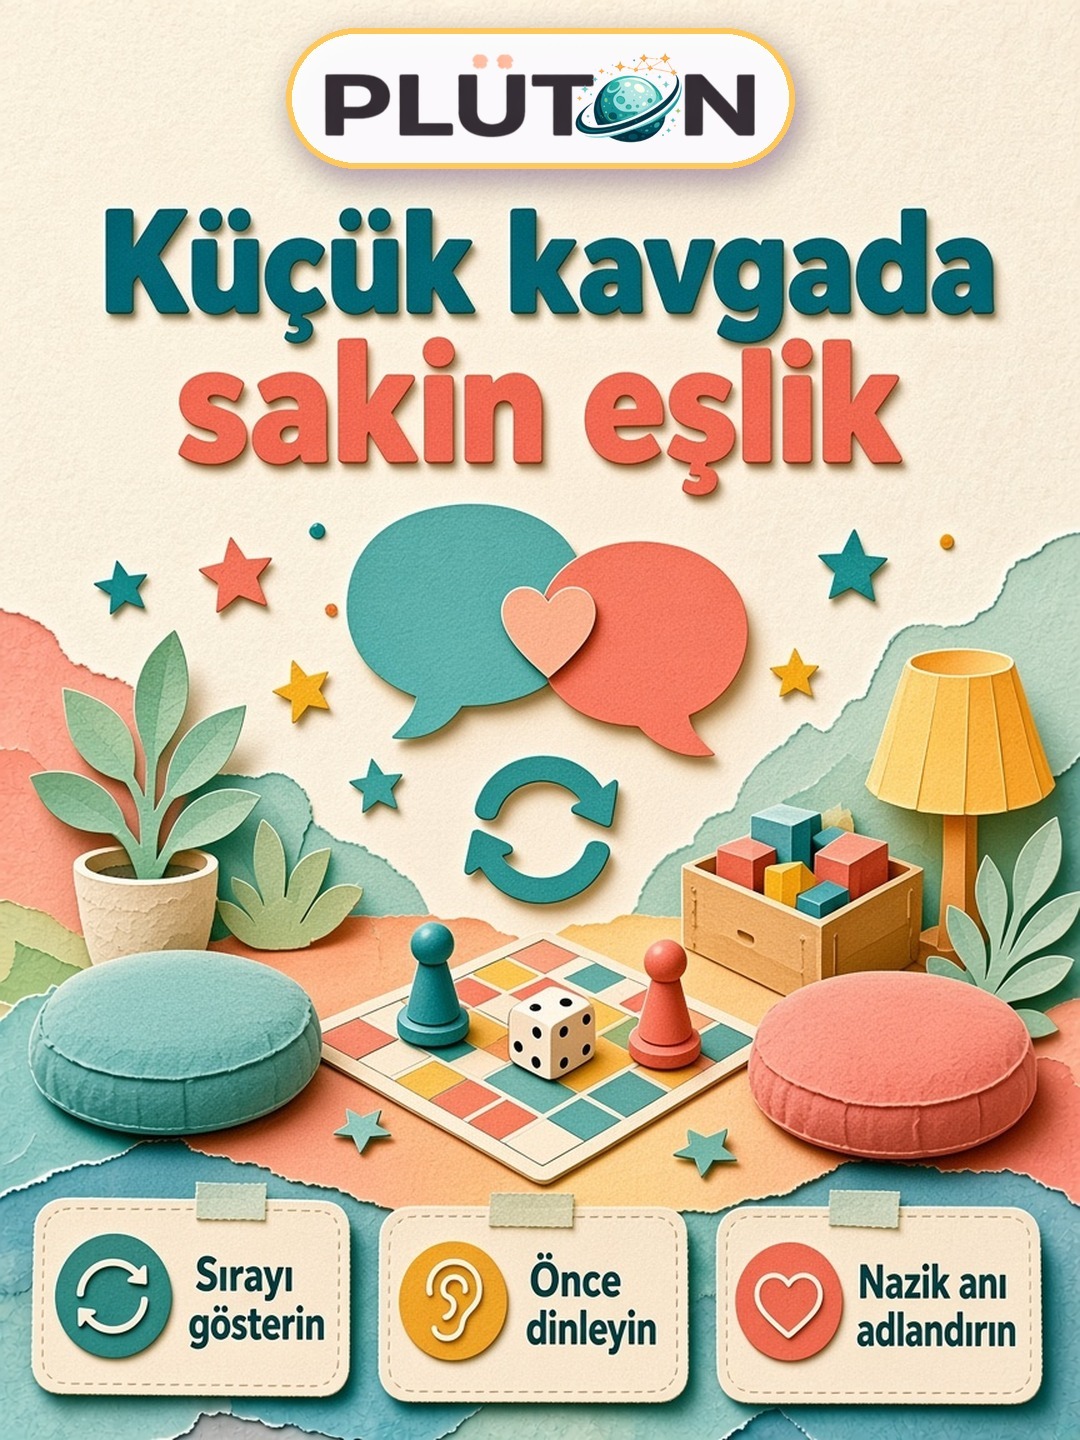 PLÜTON
Küçük kavgada
sakin eşlik
Sırayı
gösterin
Önce
dinleyin
Nazik anı
adlandırın